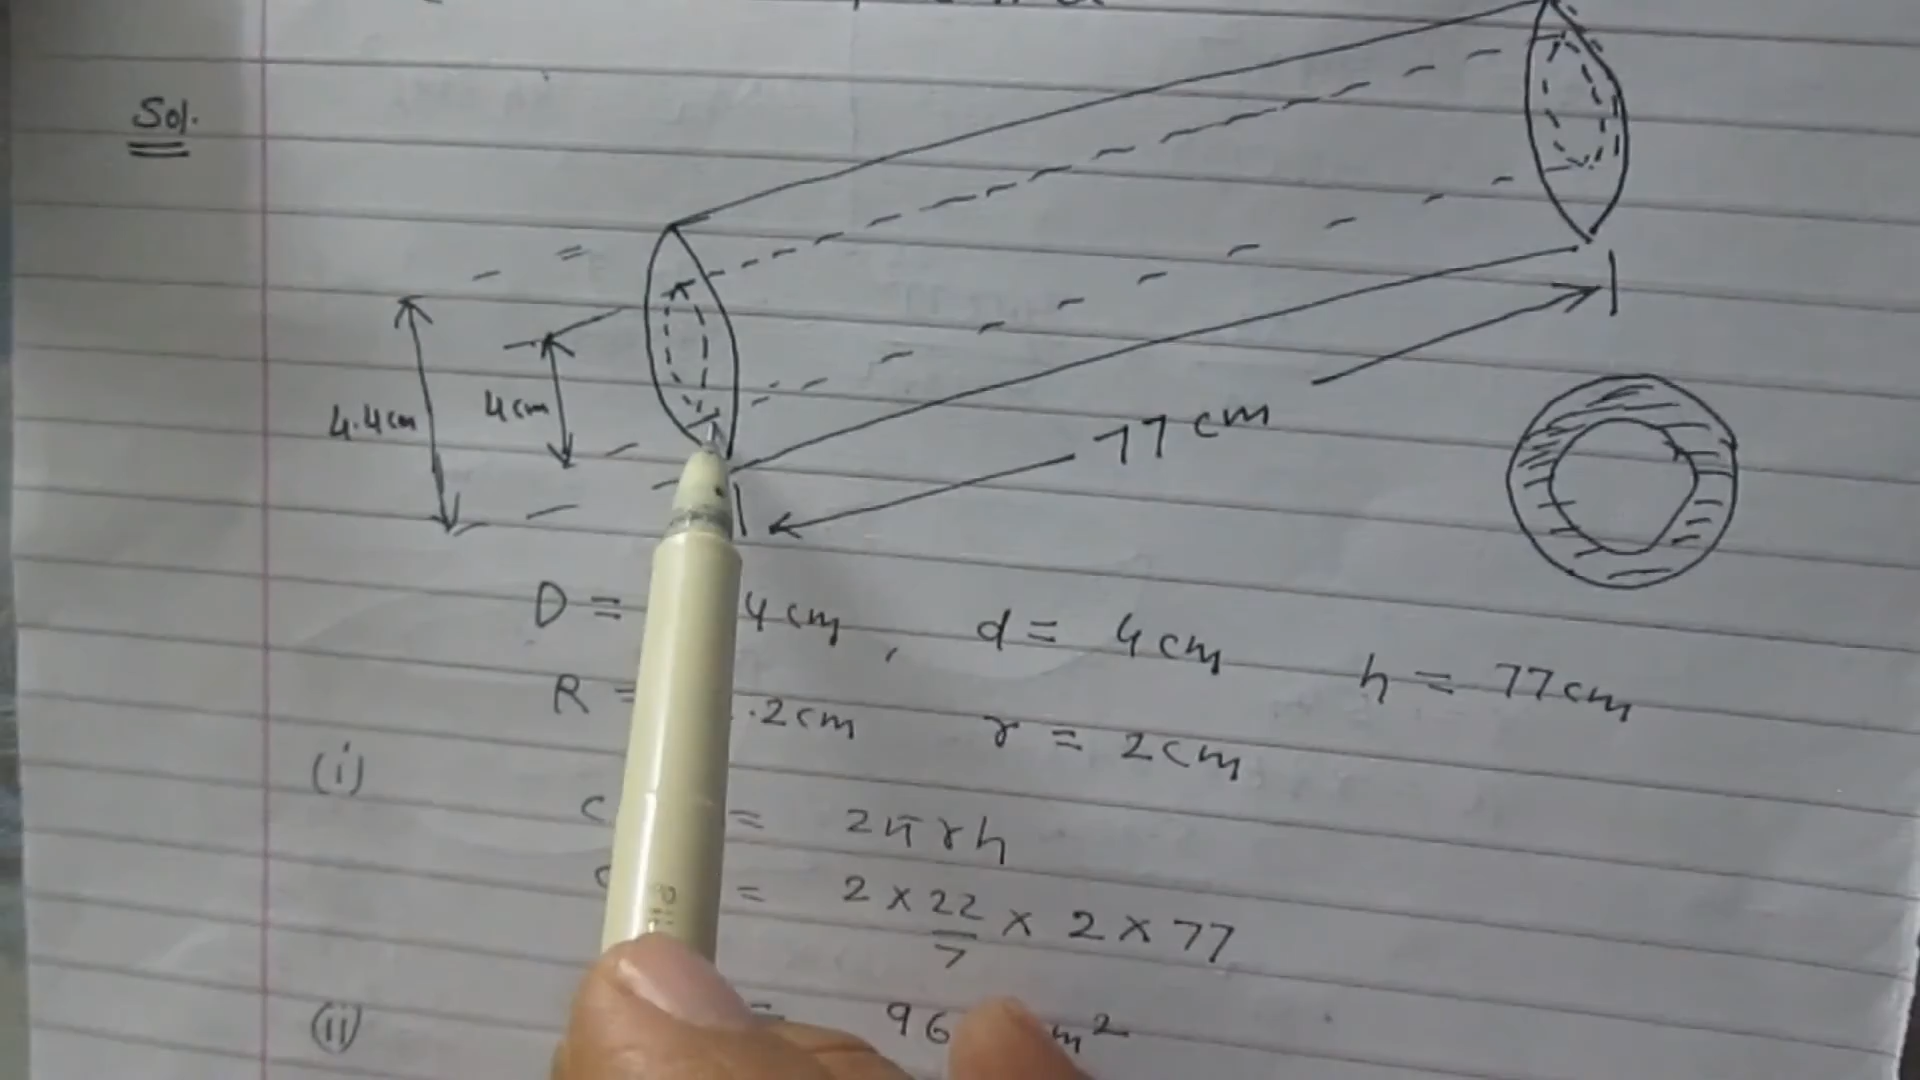 Sol.
4.4cm
4cm
77 cm
D = 4cm, d = 4cm h = 77cm
R = .2cm r = 2cm
(i)
= 2πrh
= 2 × 22/7 × 2 × 77
(ii)
= 96 m²